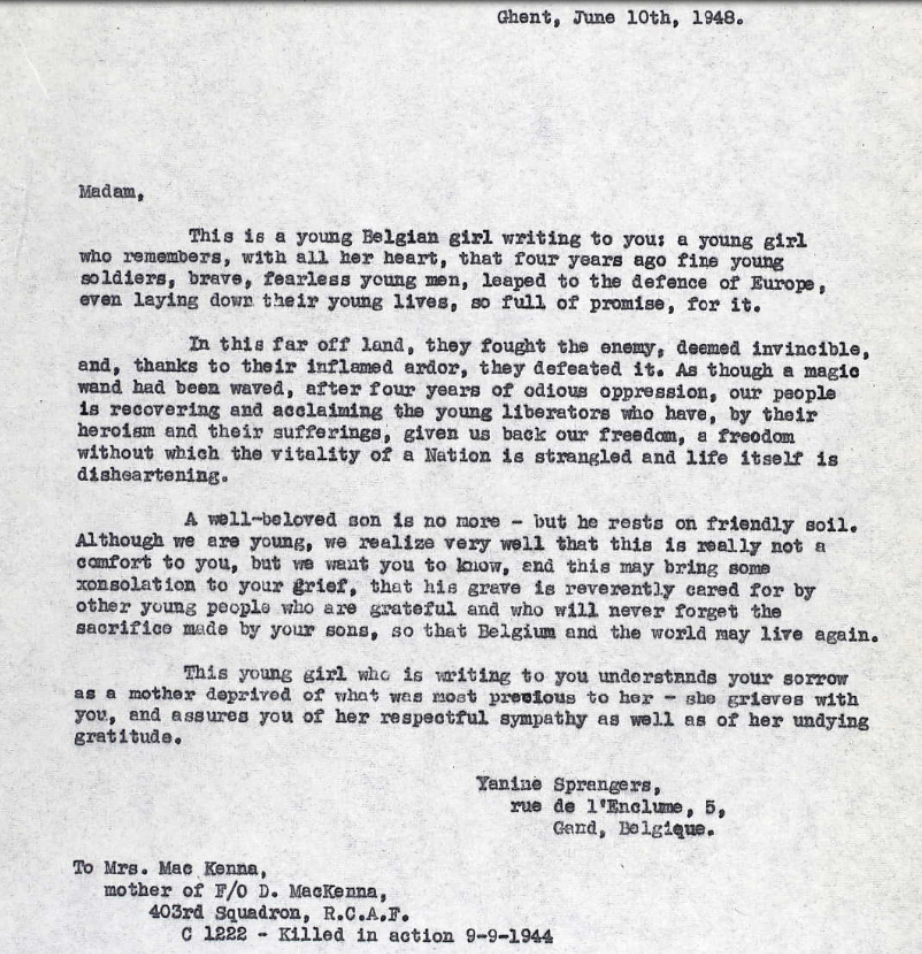 Ghent, June 10th, 1948.
Madam,
This is a young Belgian girl writing to you: a young girl
who remembers, with all her heart, that four years ago fine young
soldiers, brave, fearless young men, leaped to the defence of Europe,
even laying down their young lives, so full of promise, for it.
In this far off land, they fought the enemy, deemed invincible,
and, thanks to their inflamed ardor, they defeated it. As though a magic
wand had been waved, after four years of odious oppression, our people
is recovering and acclaiming the young liberators who have, by their
heroism and their sufferings, given us back our freedom, a freedom
without which the vitality of a Nation is strangled and life itself is
disheartening.
A well-beloved son is no more - but he rests on friendly soil.
Although we are young, we realize very well that this is really not a
comfort to you, but we want you to know, and this may bring some
xonsolation to your grief, that his grave is reverently cared for by
other young people who are grateful and who will never forget the
sacrifice made by your sons, so that Belgium and the world may live again.
This young girl who is writing to you understands your sorrow
as a mother deprived of what was most precious to her - she grieves with
you, and assures you of her respectful sympathy as well as of her undying
gratitude.
Yanine Sprangers,
rue de l'Enclume, 5,
Gand, Belgique.
To Mrs. Mac Kenna,
mother of F/O D. MacKenna,
403rd Squadron, R.C.A.F.
C 1222 - Killed in action 9-9-1944